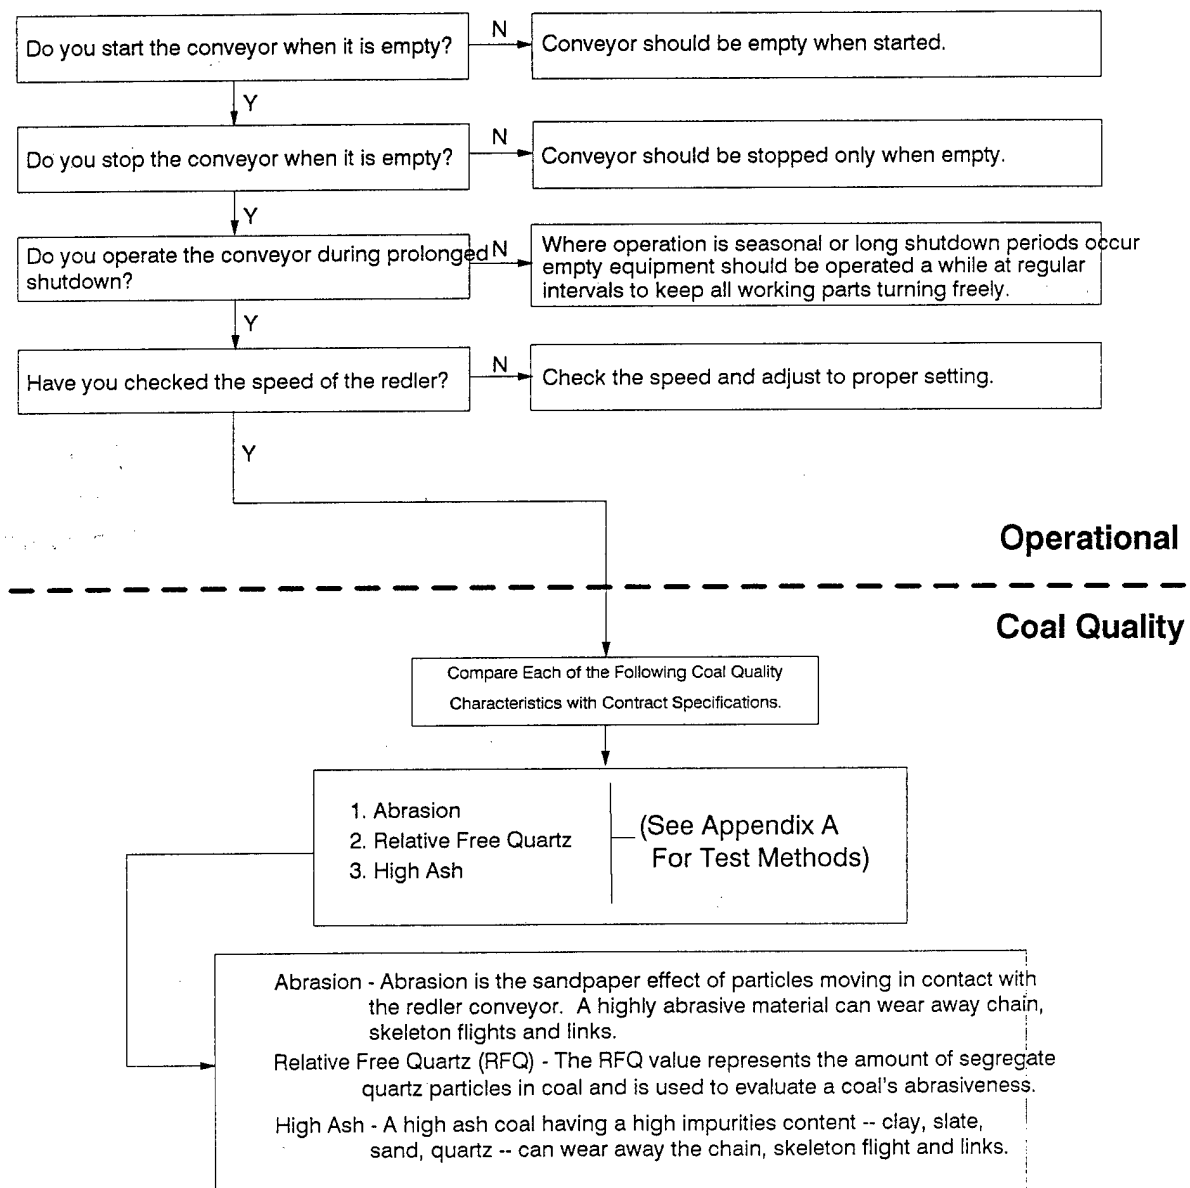 Do you start the conveyor when it is empty?
N
Conveyor should be empty when started.
Y
Do you stop the conveyor when it is empty?
N
Conveyor should be stopped only when empty.
Y
Do you operate the conveyor during prolonged
shutdown?
N
Where operation is seasonal or long shutdown periods occur
empty equipment should be operated a while at regular
intervals to keep all working parts turning freely.
Y
Have you checked the speed of the redler?
N
Check the speed and adjust to proper setting.
Y
Operational
Coal Quality
Compare Each of the Following Coal Quality
Characteristics with Contract Specifications.
1. Abrasion
2. Relative Free Quartz
3. High Ash
(See Appendix A
For Test Methods)
Abrasion - Abrasion is the sandpaper effect of particles moving in contact with
the redler conveyor. A highly abrasive material can wear away chain,
skeleton flights and links.
Relative Free Quartz (RFQ) - The RFQ value represents the amount of segregate
quartz particles in coal and is used to evaluate a coal's abrasiveness.
High Ash - A high ash coal having a high impurities content -- clay, slate,
sand, quartz -- can wear away the chain, skeleton flight and links.